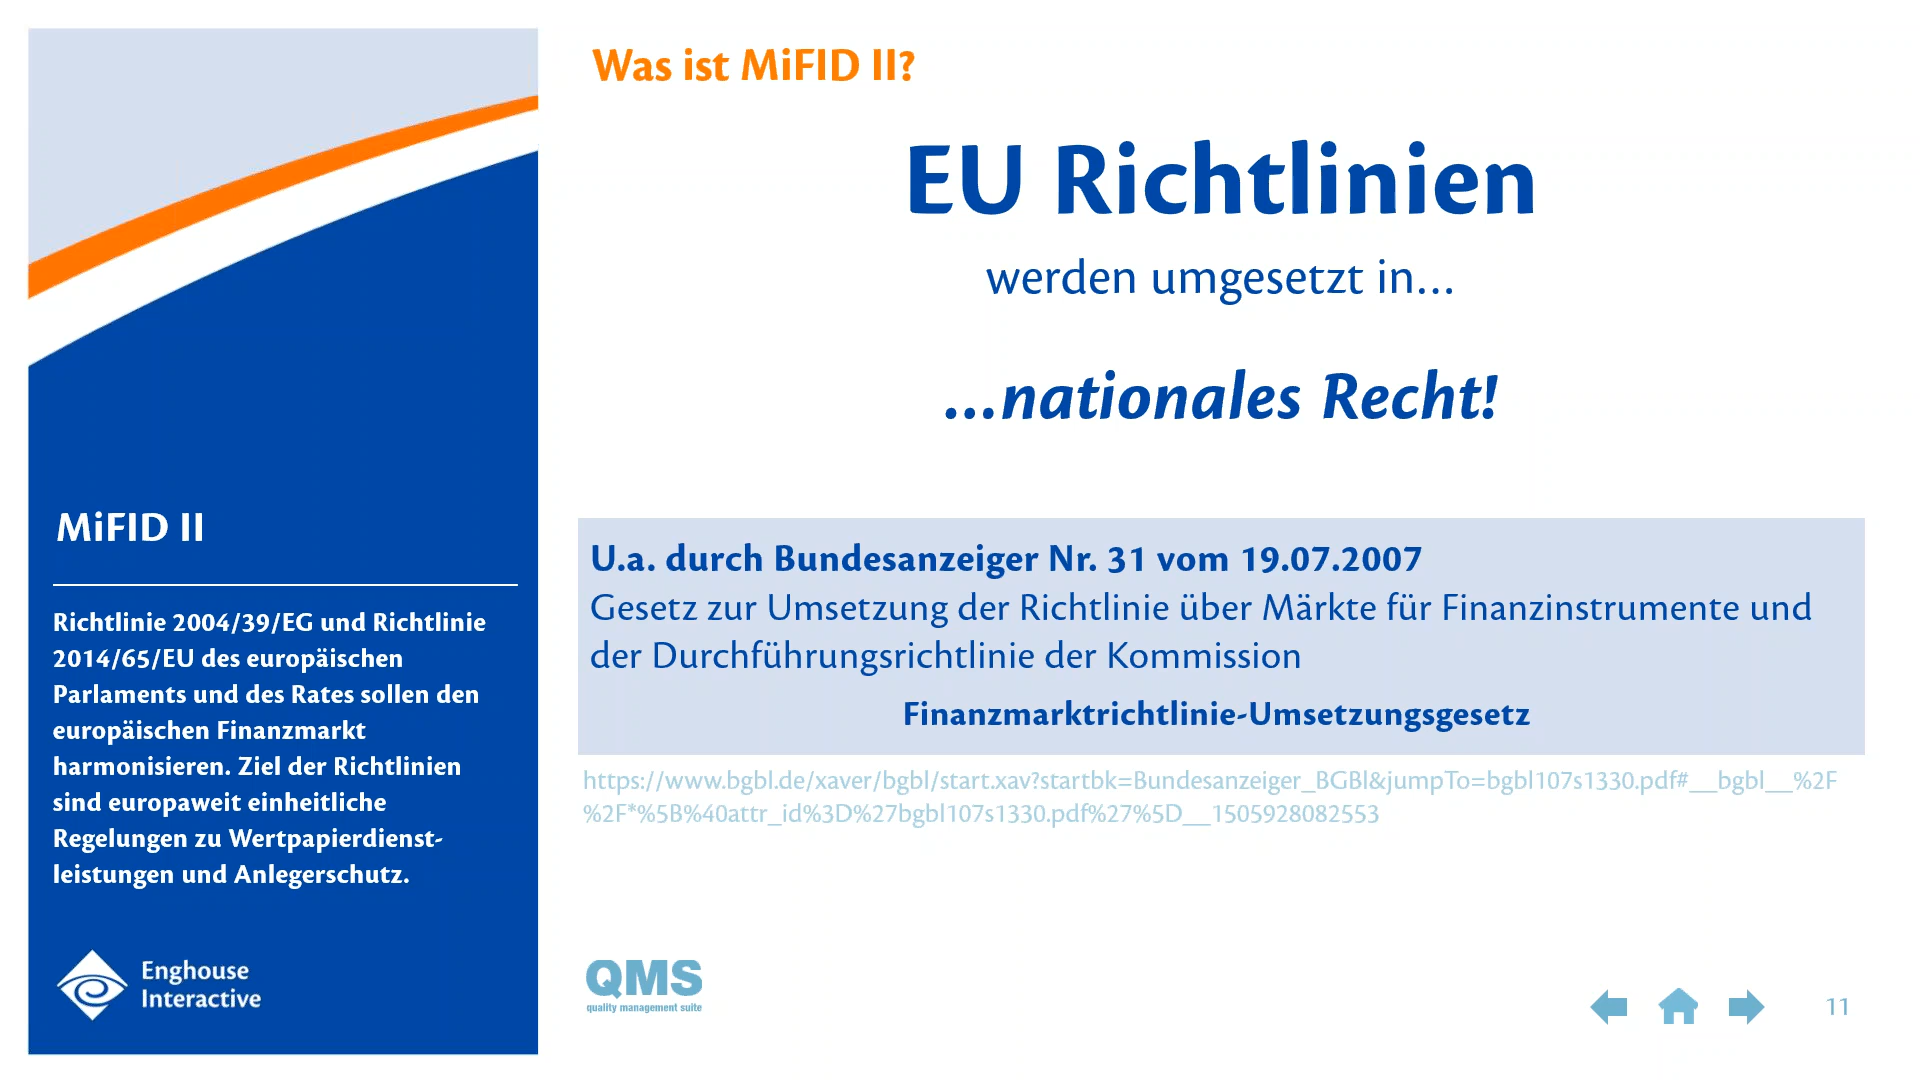 Was ist MiFID II?
EU Richtlinien
werden umgesetzt in...
...nationales Recht!
MiFID II
Richtlinie 2004/39/EG und Richtlinie
2014/65/EU des europäischen
Parlaments und des Rates sollen den
europäischen Finanzmarkt
harmonisieren. Ziel der Richtlinien
sind europaweit einheitliche
Regelungen zu Wertpapierdienst-
leistungen und Anlegerschutz.
U.a. durch Bundesanzeiger Nr. 31 vom 19.07.2007
Gesetz zur Umsetzung der Richtlinie über Märkte für Finanzinstrumente und
der Durchführungsrichtlinie der Kommission
Finanzmarktrichtlinie-Umsetzungsgesetz
https://www.bgbl.de/xaver/bgbl/start.xav?startbk=Bundesanzeiger_BGBl&jumpTo=bgbl107s1330.pdf#__bgbl__%2F
%2F*%5B%40attr_id%3D%27bgbl107s1330.pdf%27%5D__1505928082553
Enghouse
Interactive
QMS
quality management suite
11